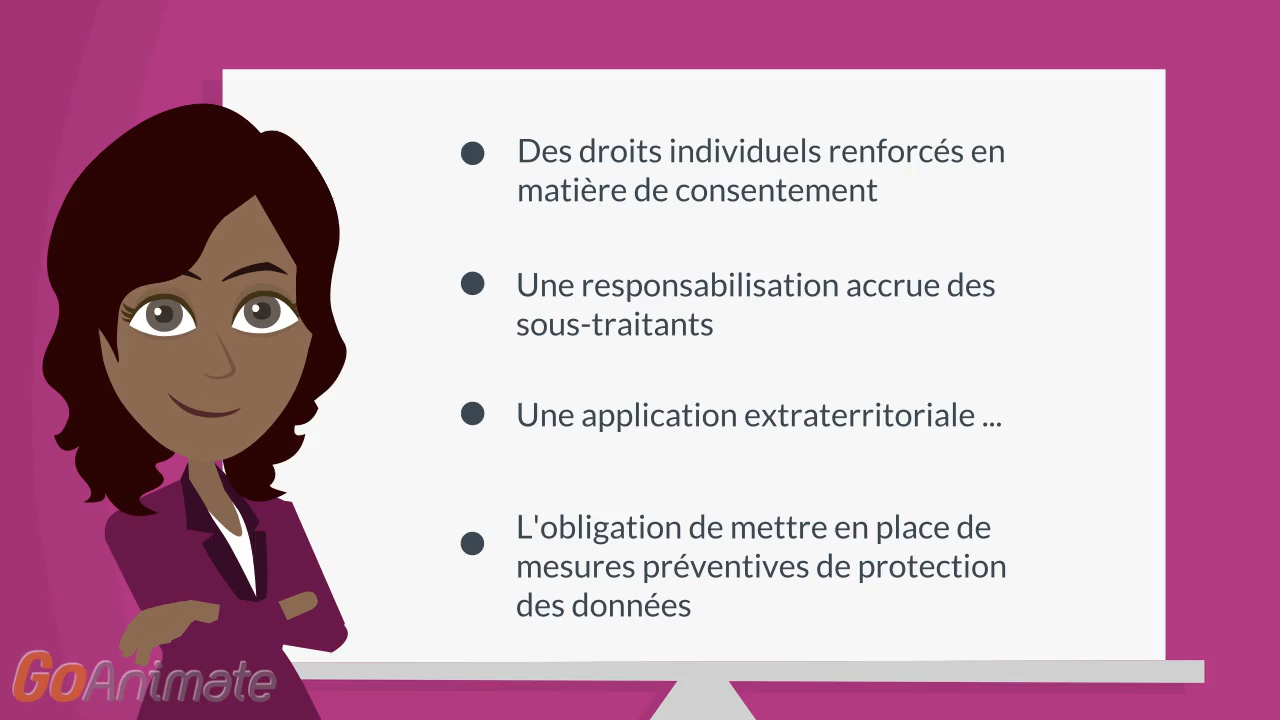 Des droits individuels renforcés en
matière de consentement
Une responsabilisation accrue des
sous-traitants
Une application extraterritoriale ...
L'obligation de mettre en place de
mesures préventives de protection
des données
GoAnimate